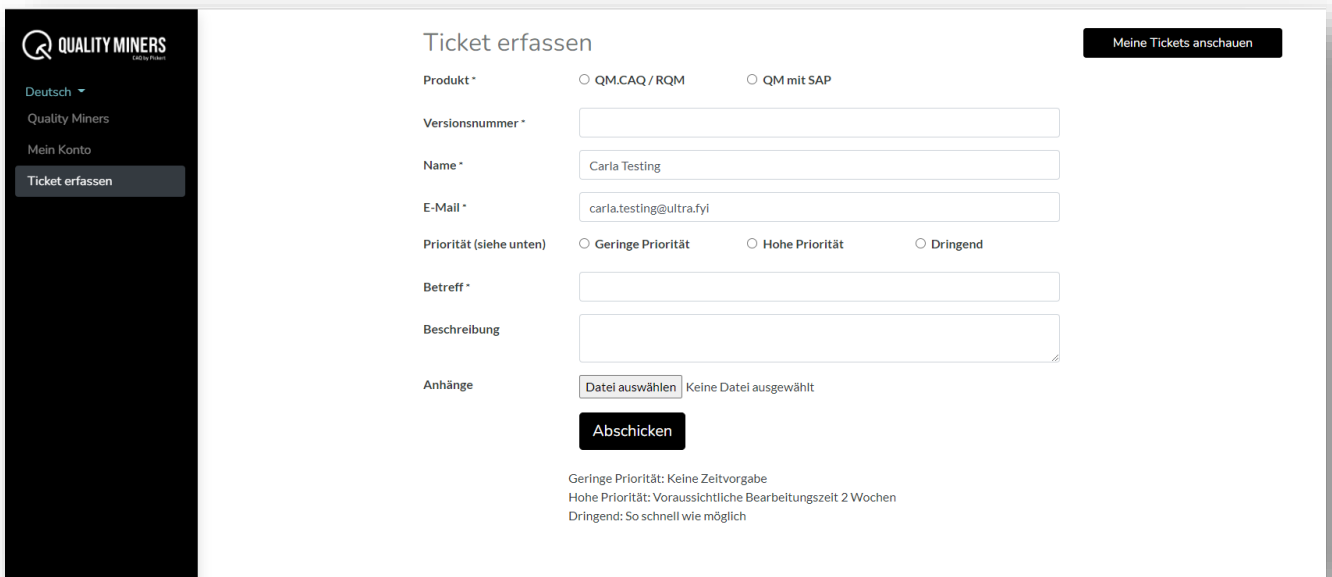 QUALITY MINERS
CAQ by Pickert
Deutsch
Quality Miners
Mein Konto
Ticket erfassen
Ticket erfassen
Meine Tickets anschauen
Produkt *
QM.CAQ / RQM
QM mit SAP
Versionsnummer *
Name *
Carla Testing
E-Mail *
carla.testing@ultra.fyi
Priorität (siehe unten)
Geringe Priorität
Hohe Priorität
Dringend
Betreff *
Beschreibung
Anhänge
Datei auswählen Keine Datei ausgewählt
Abschicken
Geringe Priorität: Keine Zeitvorgabe
Hohe Priorität: Voraussichtliche Bearbeitungszeit 2 Wochen
Dringend: So schnell wie möglich